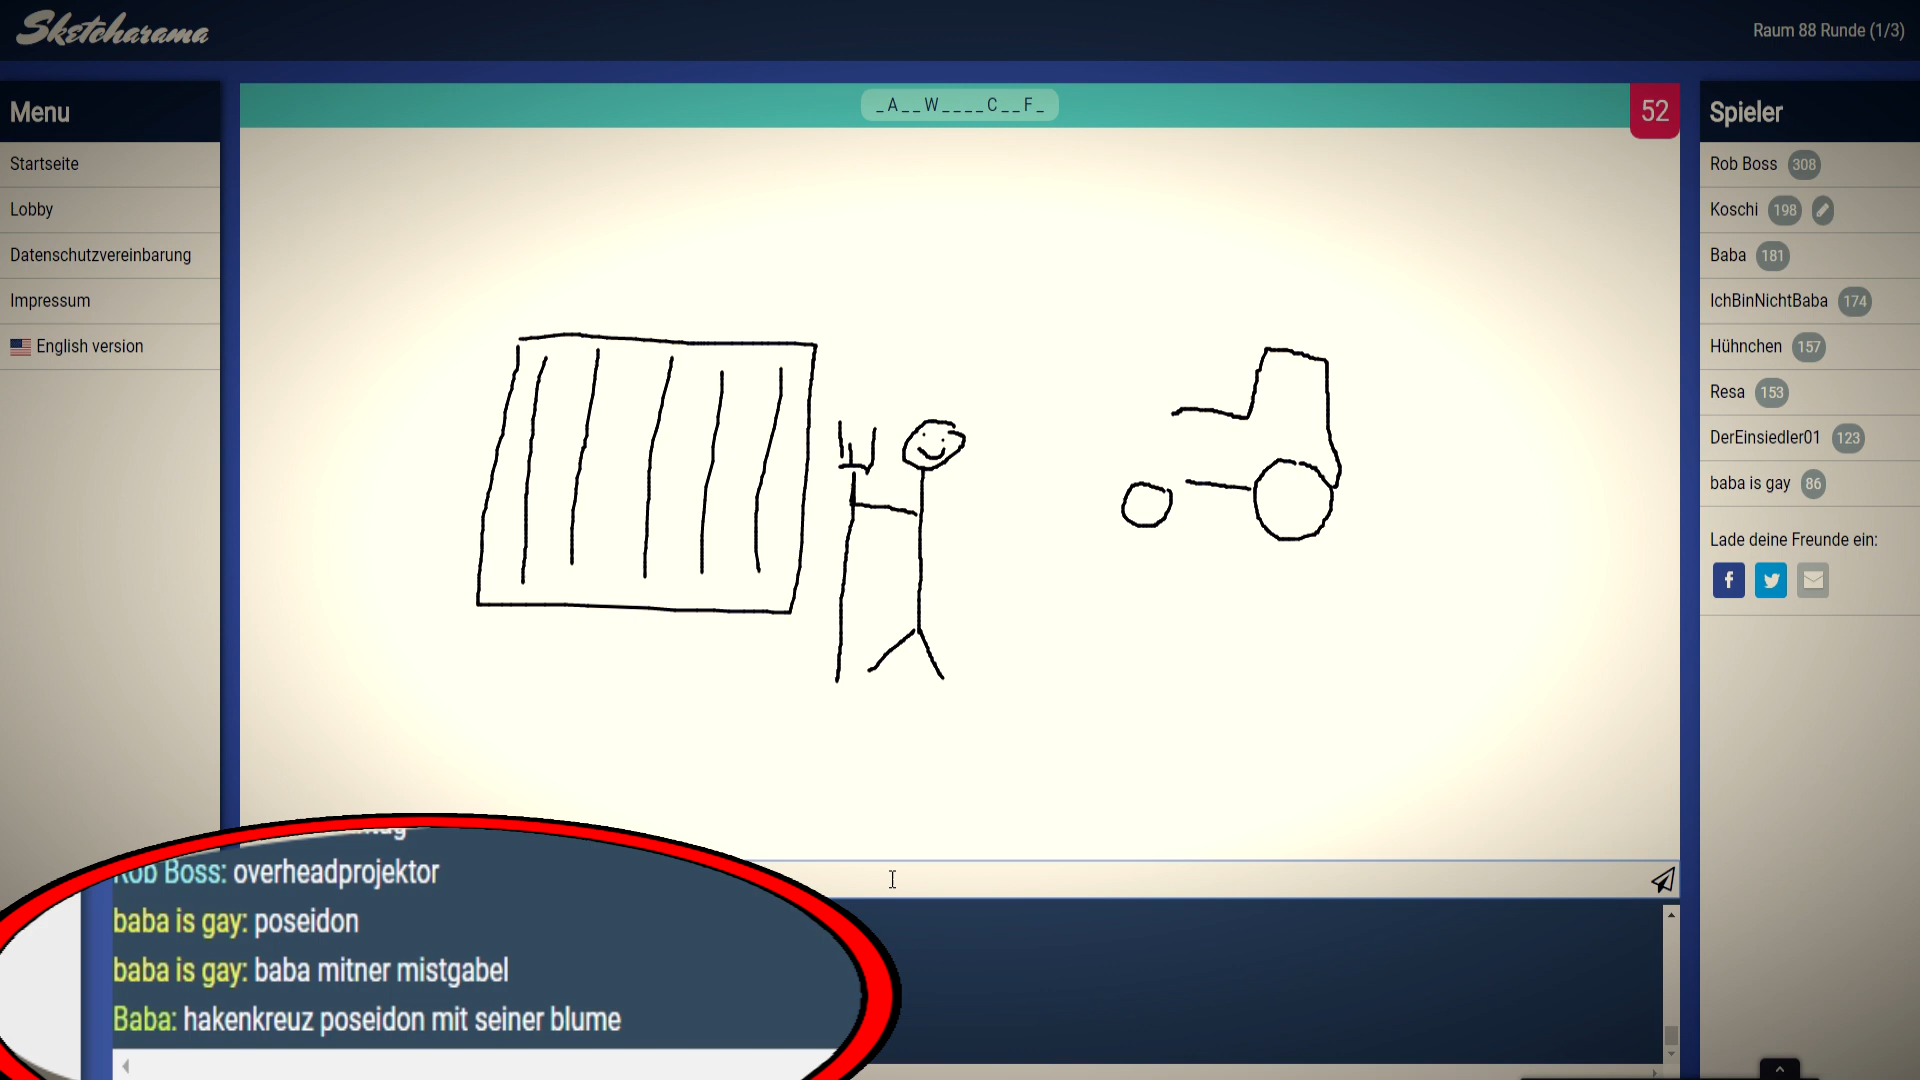 Sketcharama
Raum 88 Runde (1/3)
Menu
Startseite
Lobby
Datenschutzvereinbarung
Impressum
English version
_A__W____C__F_
52
Spieler
Rob Boss 308
Koschi 198
Baba 181
IchBinNichtBaba 174
Hühnchen 157
Resa 153
DerEinsiedler01 123
baba is gay 86
Lade deine Freunde ein:
Rob Boss: overheadprojektor
baba is gay: poseidon
baba is gay: baba mitner mistgabel
Baba: hakenkreuz poseidon mit seiner blume